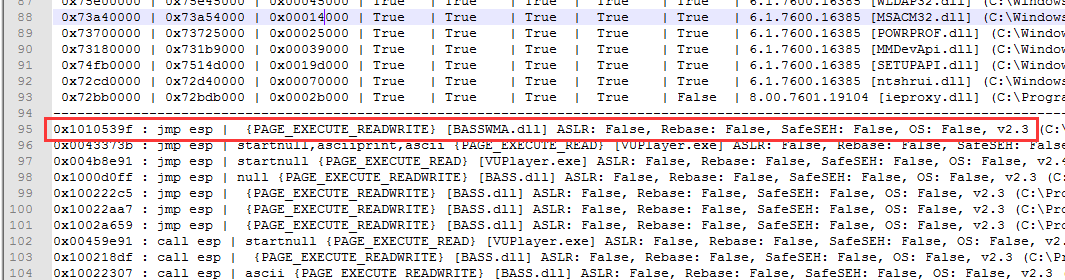 87 | 0x75e00000 | 0x75e45000 | 0x00045000 | True | True | True | True | True | 6.1.7600.16385 [WLDAP32.dll] (C:\Windows
88 | 0x73a40000 | 0x73a54000 | 0x00014000 | True | True | True | True | True | 6.1.7600.16385 [MSACM32.dll] (C:\Windows
89 | 0x73700000 | 0x73725000 | 0x00025000 | True | True | True | True | True | 6.1.7600.16385 [POWRPROF.dll] (C:\Window
90 | 0x73180000 | 0x731b9000 | 0x00039000 | True | True | True | True | True | 6.1.7600.16385 [MMDevApi.dll] (C:\Window
91 | 0x74fb0000 | 0x7514d000 | 0x0019d000 | True | True | True | True | True | 6.1.7600.16385 [SETUPAPI.dll] (C:\Window
92 | 0x72cd0000 | 0x72d40000 | 0x00070000 | True | True | True | True | True | 6.1.7600.16385 [ntshrui.dll] (C:\Windows
93 | 0x72bb0000 | 0x72bdb000 | 0x0002b000 | True | True | True | True | False | 8.00.7601.19104 [ieproxy.dll] (C:\Progra
94 ----------------------------------------
95 0x1010539f : jmp esp | {PAGE_EXECUTE_READWRITE} [BASSWMA.dll] ASLR: False, Rebase: False, SafeSEH: False, OS: False, v2.3 (C:
96 0x0043373b : jmp esp | startnull,asciiprint,ascii {PAGE_EXECUTE_READ} [VUPlayer.exe] ASLR: False, Rebase: False, SafeSEH: Fals
97 0x004b8e91 : jmp esp | startnull {PAGE_EXECUTE_READ} [VUPlayer.exe] ASLR: False, Rebase: False, SafeSEH: False, OS: False, v2.4
98 0x1000d0ff : jmp esp | null {PAGE_EXECUTE_READWRITE} [BASS.dll] ASLR: False, Rebase: False, SafeSEH: False, OS: False, v2.3 (C:
99 0x100222c5 : jmp esp | {PAGE_EXECUTE_READWRITE} [BASS.dll] ASLR: False, Rebase: False, SafeSEH: False, OS: False, v2.3 (C:\Pro
100 0x10022aa7 : jmp esp | {PAGE_EXECUTE_READWRITE} [BASS.dll] ASLR: False, Rebase: False, SafeSEH: False, OS: False, v2.3 (C:\Pro
101 0x1002a659 : jmp esp | {PAGE_EXECUTE_READWRITE} [BASS.dll] ASLR: False, Rebase: False, SafeSEH: False, OS: False, v2.3 (C:\Pro
102 0x00459e91 : call esp | startnull {PAGE_EXECUTE_READ} [VUPlayer.exe] ASLR: False, Rebase: False, SafeSEH: False, OS: False, v2.
103 0x100218df : call esp | {PAGE_EXECUTE_READWRITE} [BASS.dll] ASLR: False, Rebase: False, SafeSEH: False, OS: False, v2.3 (C:\Pr
104 0x10022307 : call esp | ascii {PAGE_EXECUTE_READWRITE} [BASS.dll] ASLR: False, Rebase: False, SafeSEH: False, OS: False, v2.3